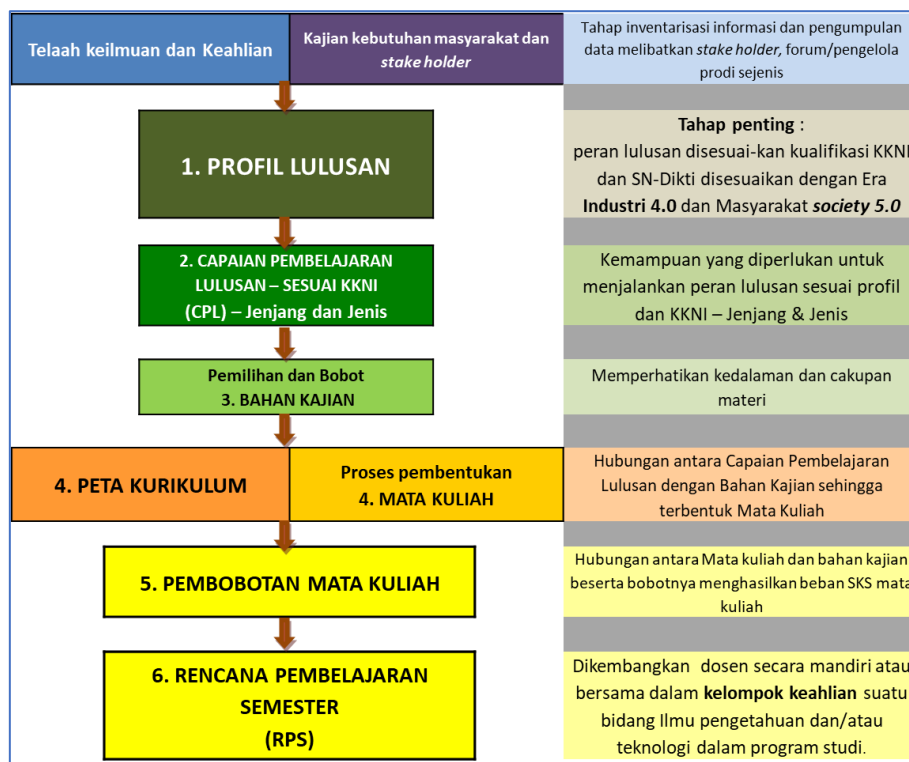 Telaah keilmuan dan Keahlian
Kajian kebutuhan masyarakat dan
stake holder
Tahap inventarisasi informasi dan pengumpulan
data melibatkan stake holder, forum/pengelola
prodi sejenis
1. PROFIL LULUSAN
Tahap penting :
peran lulusan disesuai-kan kualifikasi KKNI
dan SN-Dikti disesuaikan dengan Era
Industri 4.0 dan Masyarakat society 5.0
2. CAPAIAN PEMBELAJARAN
LULUSAN – SESUAI KKNI
(CPL) – Jenjang dan Jenis
Kemampuan yang diperlukan untuk
menjalankan peran lulusan sesuai profil
dan KKNI – Jenjang & Jenis
Pemilihan dan Bobot
3. BAHAN KAJIAN
Memperhatikan kedalaman dan cakupan
materi
4. PETA KURIKULUM
Proses pembentukan
4. MATA KULIAH
Hubungan antara Capaian Pembelajaran
Lulusan dengan Bahan Kajian sehingga
terbentuk Mata Kuliah
5. PEMBOBOTAN MATA KULIAH
Hubungan antara Mata kuliah dan bahan kajian
beserta bobotnya menghasilkan beban SKS mata
kuliah
6. RENCANA PEMBELAJARAN
SEMESTER
(RPS)
Dikembangkan dosen secara mandiri atau
bersama dalam kelompok keahlian suatu
bidang Ilmu pengetahuan dan/atau
teknologi dalam program studi.